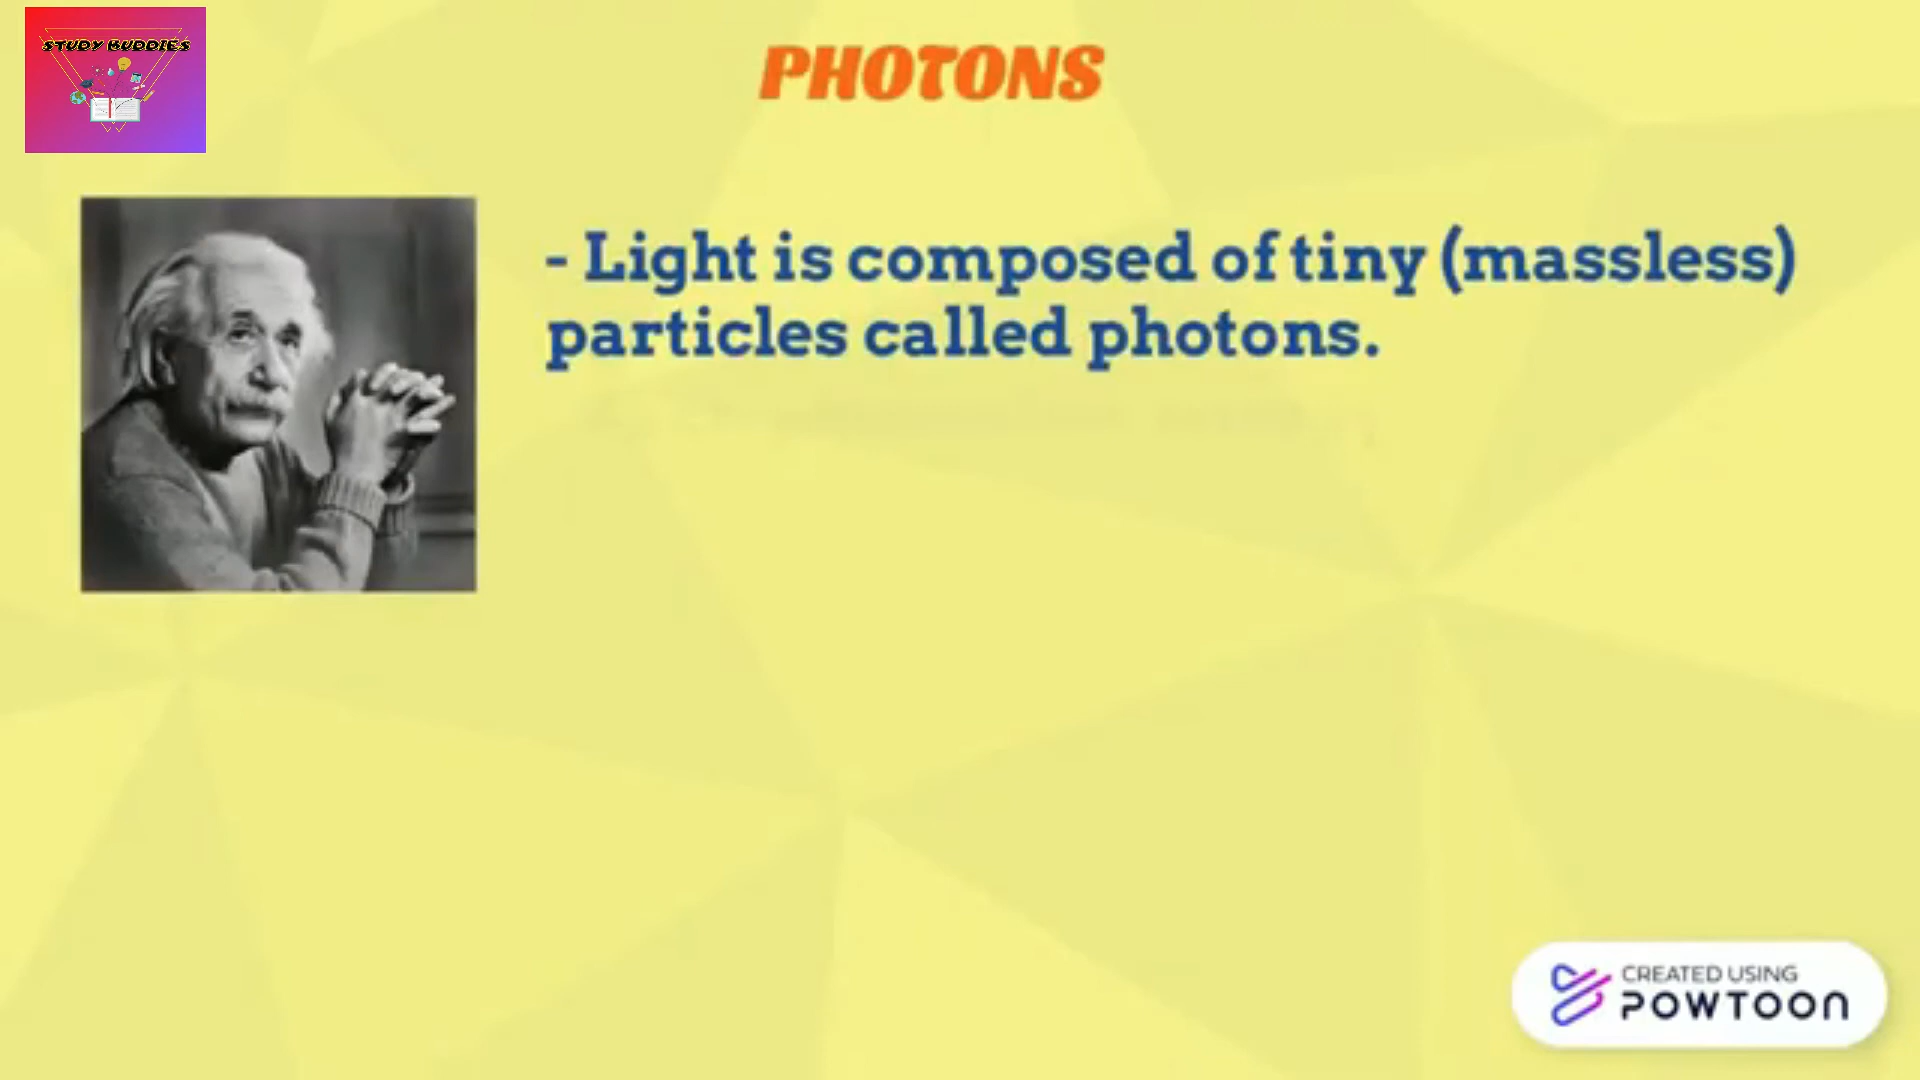 STUDY BUDDIES
PHOTONS
- Light is composed of tiny (massless)
particles called photons.
CREATED USING
POWTOON